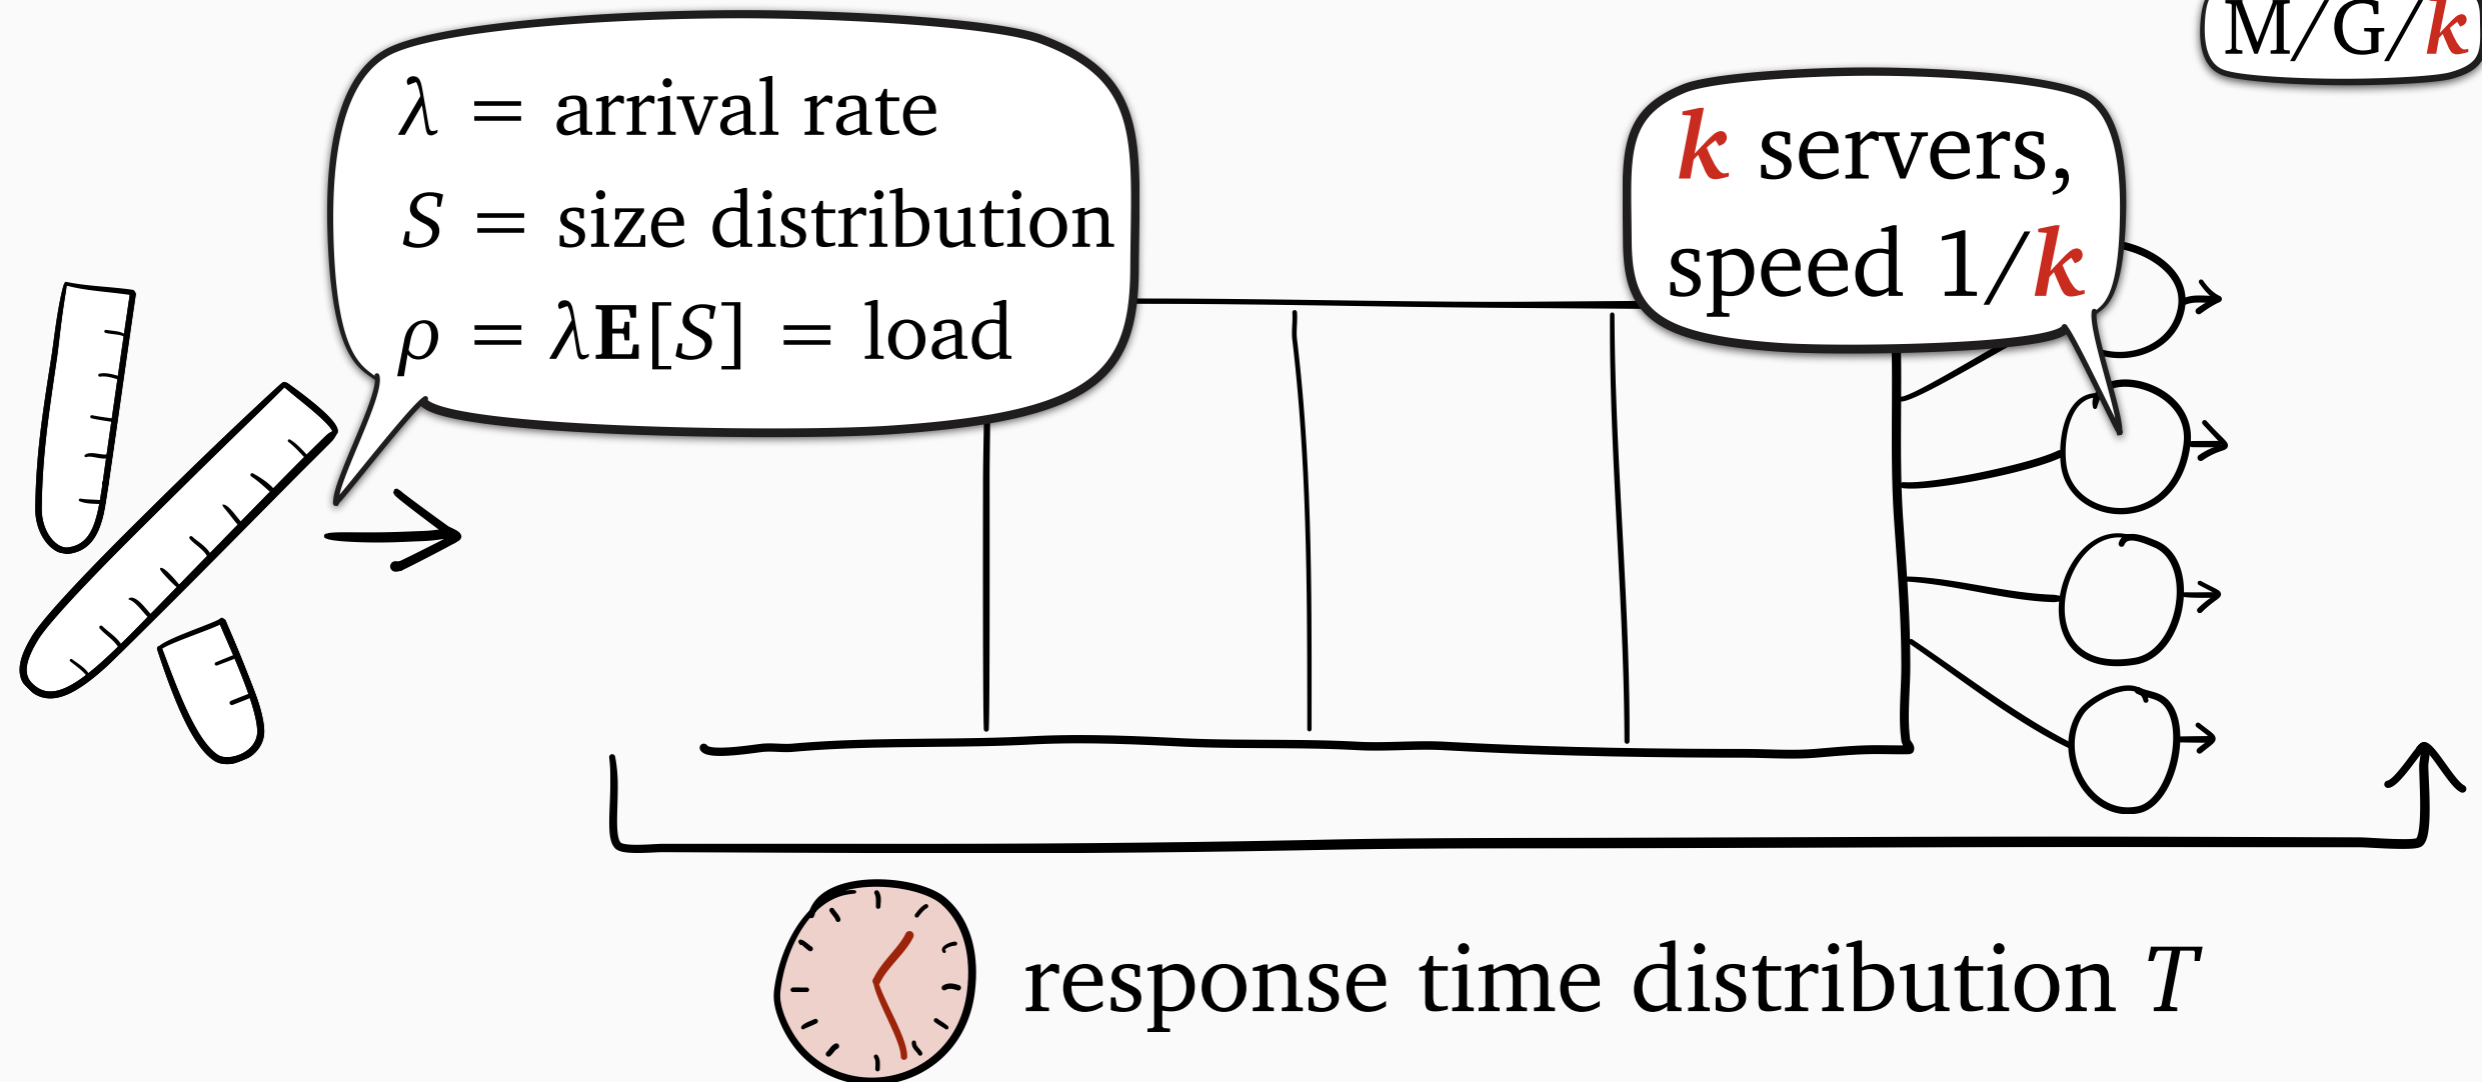 M/G/k
λ = arrival rate
S = size distribution
ρ = λE[S] = load
k servers,
speed 1/k
response time distribution T